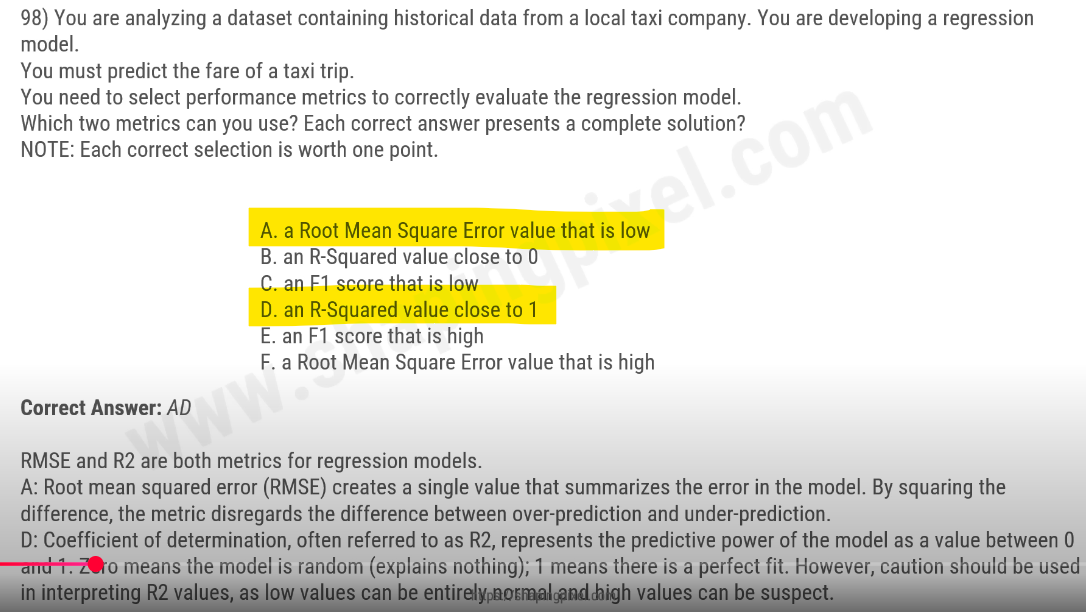 98) You are analyzing a dataset containing historical data from a local taxi company. You are developing a regression
model.
You must predict the fare of a taxi trip.
You need to select performance metrics to correctly evaluate the regression model.
Which two metrics can you use? Each correct answer presents a complete solution?
NOTE: Each correct selection is worth one point.
A. a Root Mean Square Error value that is low
B. an R-Squared value close to 0
C. an F1 score that is low
D. an R-Squared value close to 1
E. an F1 score that is high
F. a Root Mean Square Error value that is high
Correct Answer: AD
RMSE and R2 are both metrics for regression models.
A: Root mean squared error (RMSE) creates a single value that summarizes the error in the model. By squaring the
difference, the metric disregards the difference between over-prediction and under-prediction.
D: Coefficient of determination, often referred to as R2, represents the predictive power of the model as a value between 0
and 1. Zero means the model is random (explains nothing); 1 means there is a perfect fit. However, caution should be used
in interpreting R2 values, as low values can be entirely normal and high values can be suspect.